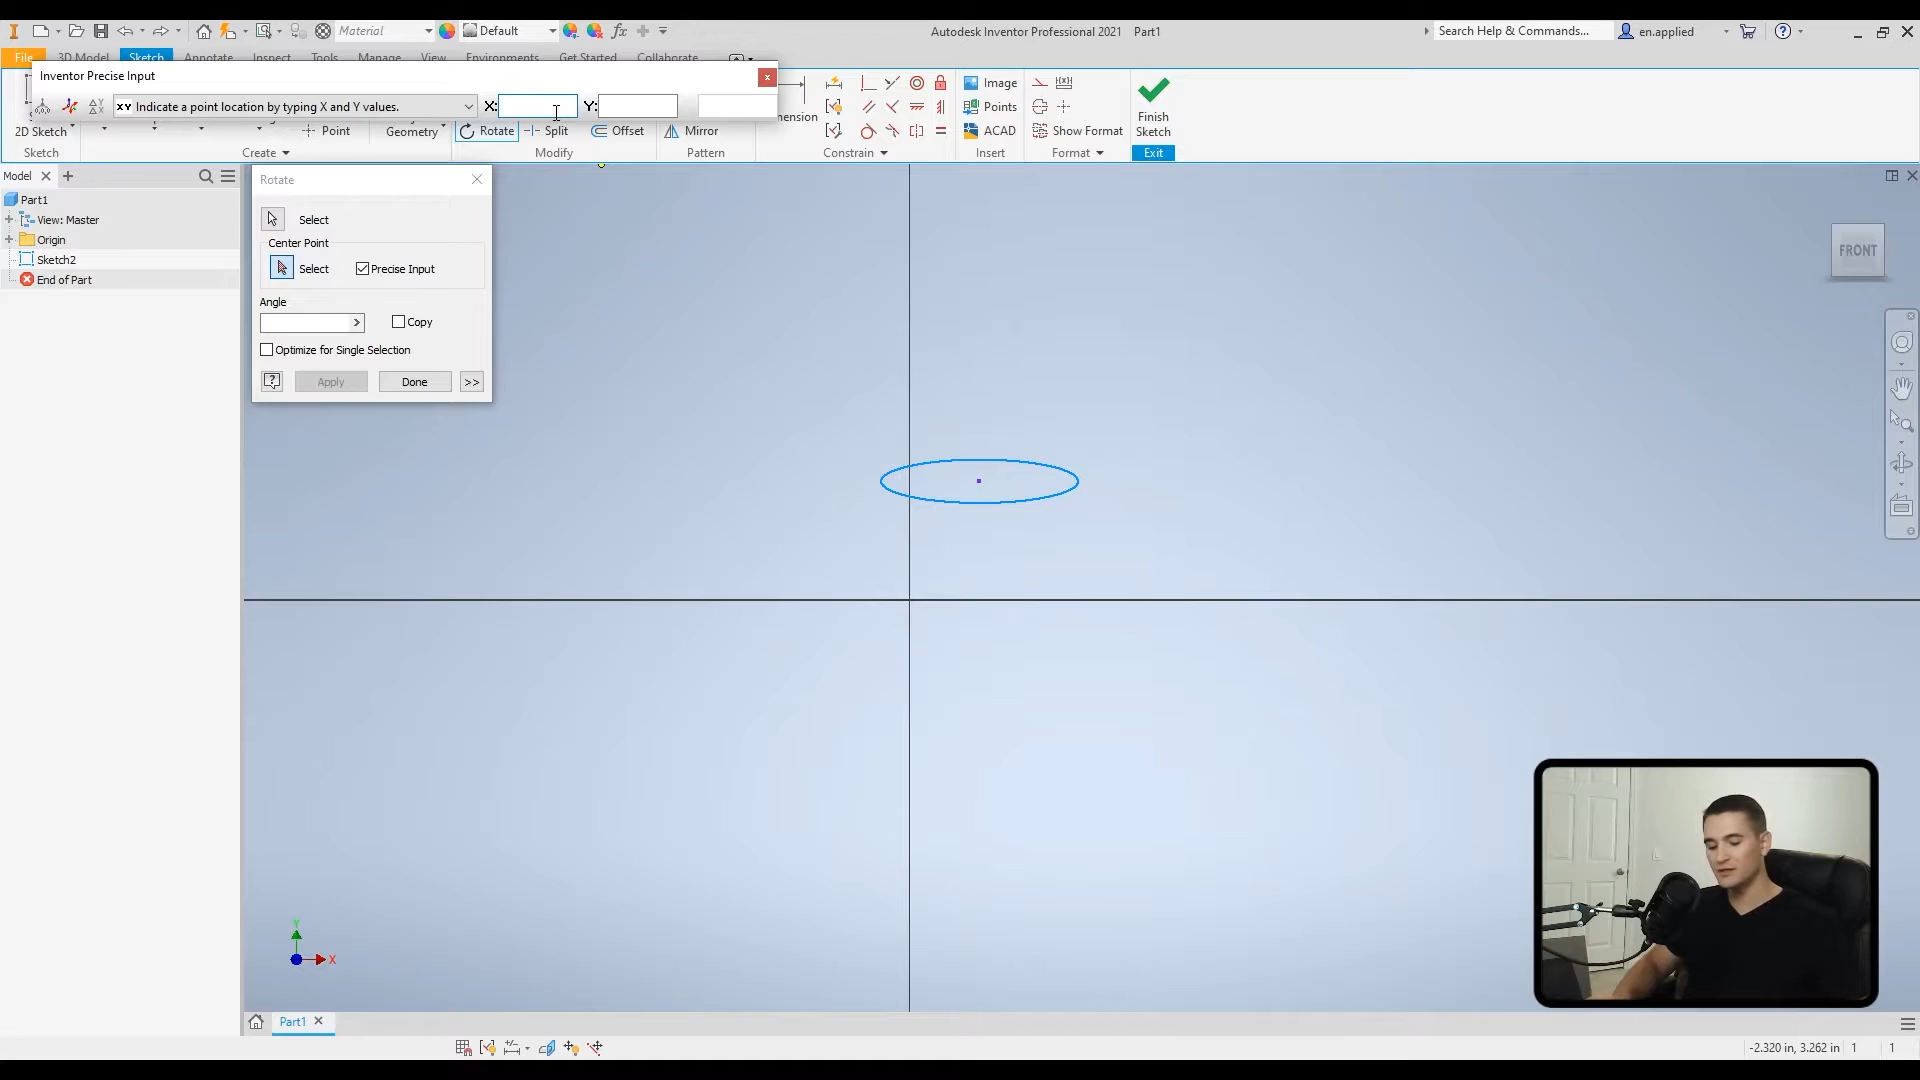 Material
Default
Autodesk Inventor Professional 2021 Part1
Search Help & Commands...
en.applied
File 3D Model Sketch Annotate Inspect Tools Manage View Environments Get Started Collaborate
Inventor Precise Input
x
XY Indicate a point location by typing X and Y values.
X:
Y:
2D Sketch
Point
Geometry
Rotate
Split
Offset
Mirror
Image
Points
ACAD
Show Format
Finish
Sketch
Sketch
Create
Modify
Pattern
Constrain
Insert
Format
Exit
Model
Part1
View: Master
Origin
Sketch2
End of Part
Rotate
Select
Center Point
Select
Precise Input
Angle
Copy
Optimize for Single Selection
Apply
Done
>>
FRONT
Y
X
Part1
-2.320 in, 3.262 in 1 1